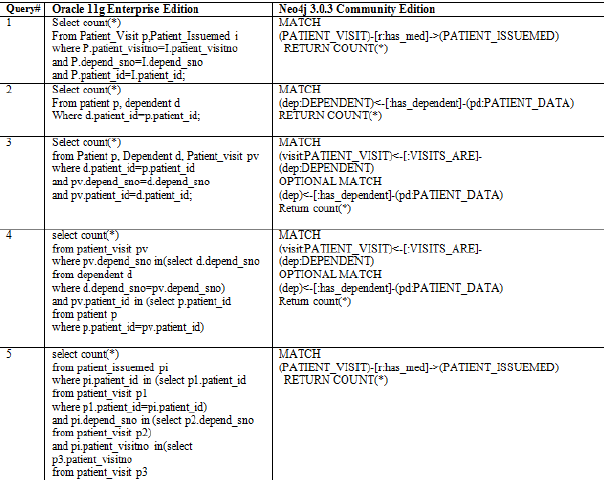 Query# Oracle 11g Enterprise Edition Neo4j 3.0.3 Community Edition
1
Select count(*)
From Patient_Visit p,Patient_Issuemed i
where P.patient_visitno=I.patient_visitno
and P.depend_sno=I.depend_sno
and P.patient_id=I.patient_id;
MATCH
(PATIENT_VISIT)-[r:has_med]->(PATIENT_ISSUEMED)
RETURN COUNT(*)
2
Select count(*)
From patient p, dependent d
Where d.patient_id=p.patient_id;
MATCH
(dep:DEPENDENT)<-[:has_dependent]-(pd:PATIENT_DATA)
RETURN COUNT(*)
3
Select count(*)
from Patient p, Dependent d, Patient_visit pv
where d.patient_id=p.patient_id
and pv.depend_sno=d.depend_sno
and pv.patient_id=d.patient_id;
MATCH
(visit:PATIENT_VISIT)<-[:VISITS_ARE]-
(dep:DEPENDENT)
OPTIONAL MATCH
(dep)<-[:has_dependent]-(pd:PATIENT_DATA)
Return count(*)
4
select count(*)
from patient_visit pv
where pv.depend_sno in(select d.depend_sno
from dependent d
where d.depend_sno=pv.depend_sno)
and pv.patient_id in (select p.patient_id
from patient p
where p.patient_id=pv.patient_id)
MATCH
(visit:PATIENT_VISIT)<-[:VISITS_ARE]-
(dep:DEPENDENT)
OPTIONAL MATCH
(dep)<-[:has_dependent]-(pd:PATIENT_DATA)
Return count(*)
5
select count(*)
from patient_issuemed pi
where pi.patient_id in (select p1.patient_id
from patient_visit p1
where p1.patient_id=pi.patient_id)
and pi.depend_sno in (select p2.depend_sno
from patient_visit p2)
and pi.patient_visitno in(select
p3.patient_visitno
from patient_visit p3
MATCH
(PATIENT_VISIT)-[r:has_med]->(PATIENT_ISSUEMED)
RETURN COUNT(*)